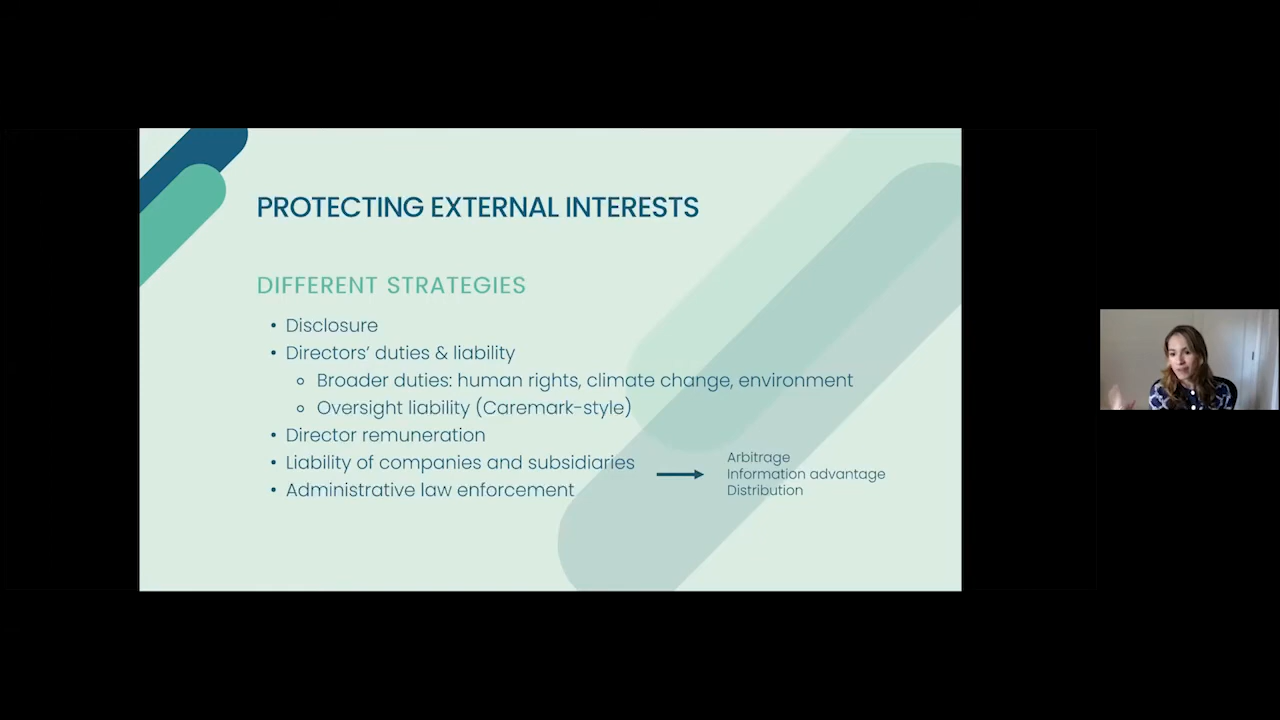 PROTECTING EXTERNAL INTERESTS
DIFFERENT STRATEGIES
• Disclosure
• Directors’ duties & liability
◦ Broader duties: human rights, climate change, environment
◦ Oversight liability (Caremark-style)
• Director remuneration
• Liability of companies and subsidiaries
• Administrative law enforcement
Arbitrage
Information advantage
Distribution